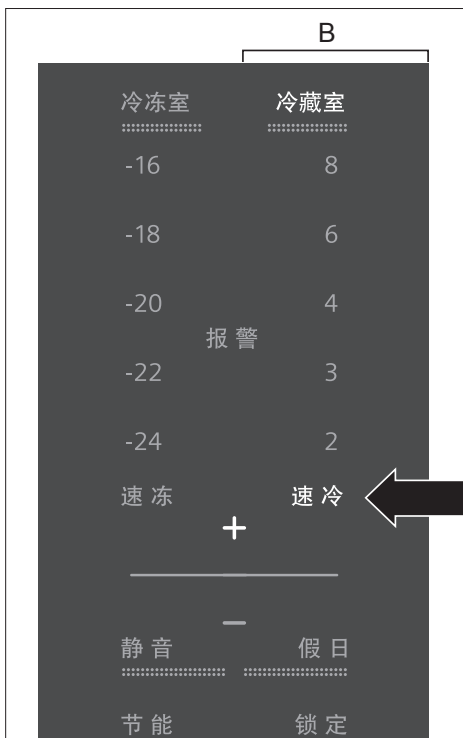 B
冷冻室 冷藏室
-16 8
-18 6
-20 4
报警
-22 3
-24 2
速冻 速冷
+
—
静音 假日
节能 锁定